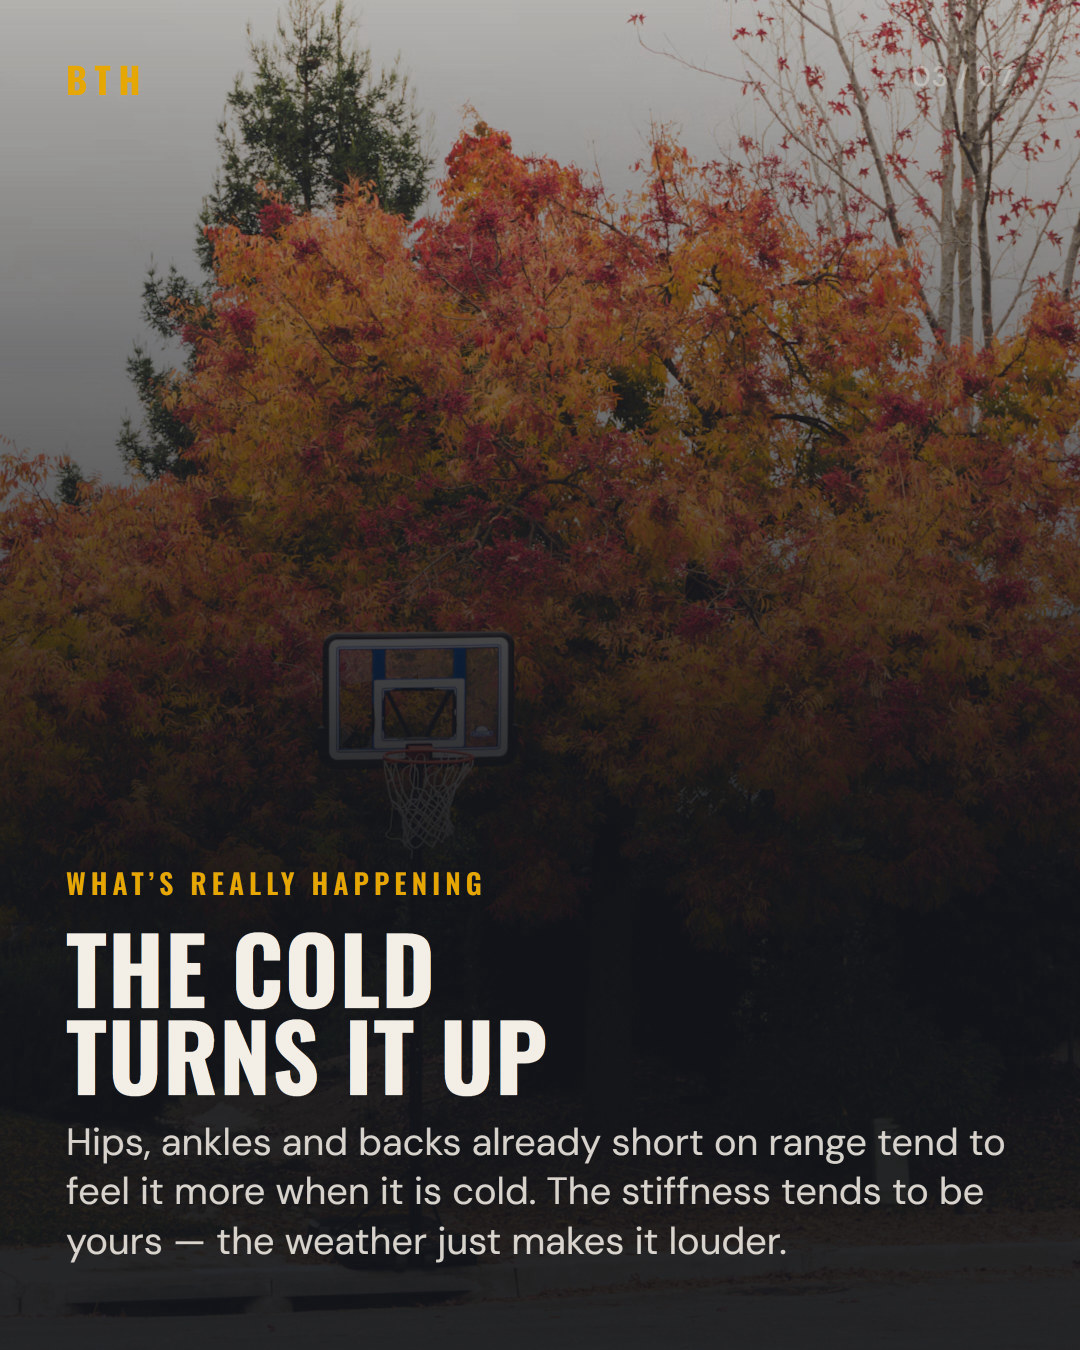 BTH
03 / 07
WHAT’S REALLY HAPPENING
THE COLD
TURNS IT UP
Hips, ankles and backs already short on range tend to
feel it more when it is cold. The stiffness tends to be
yours — the weather just makes it louder.